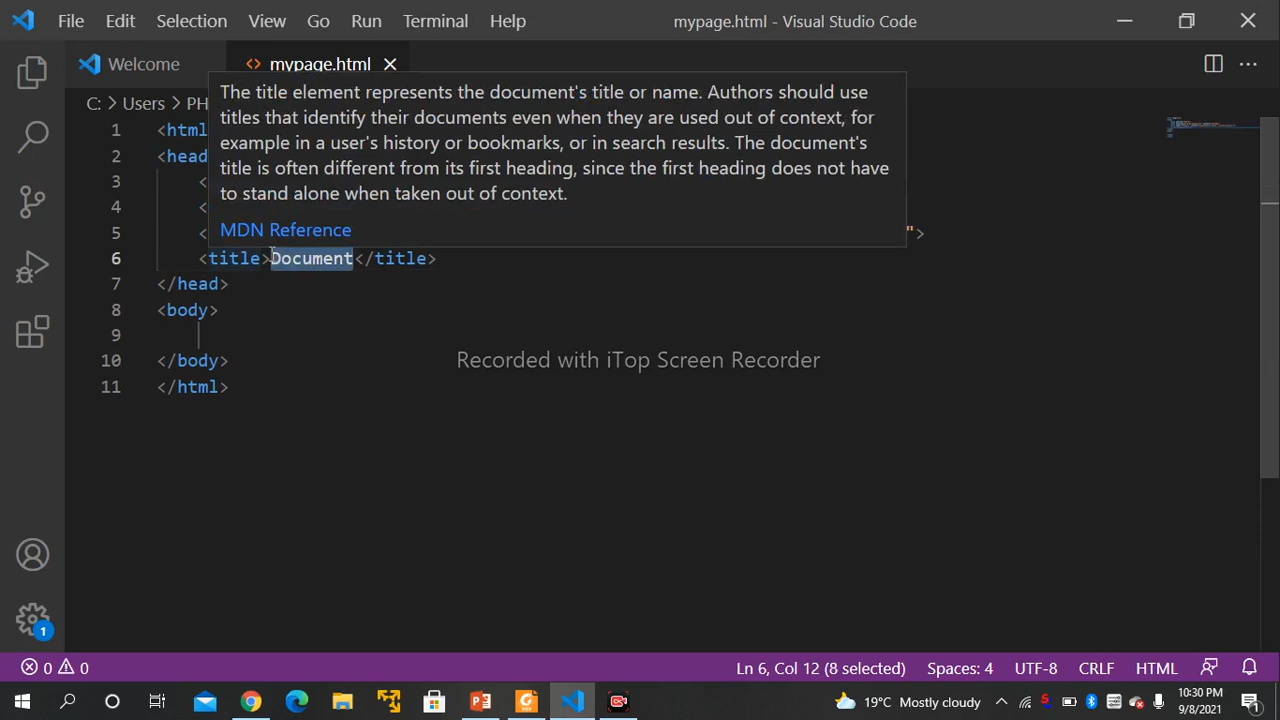 File Edit Selection View Go Run Terminal Help mypage.html - Visual Studio Code
Welcome <> mypage.html
C: > Users > PH
The title element represents the document's title or name. Authors should use
titles that identify their documents even when they are used out of context, for
example in a user's history or bookmarks, or in search results. The document's
title is often different from its first heading, since the first heading does not have
to stand alone when taken out of context.
MDN Reference
1 <html
2 <head
3 <
4 <
5 < ">
6 <title>Document</title>
7 </head>
8 <body>
9
10 </body>
11 </html>
Recorded with iTop Screen Recorder
1
0 0 Ln 6, Col 12 (8 selected) Spaces: 4 UTF-8 CRLF HTML
19°C Mostly cloudy 10:30 PM
9/8/2021 1